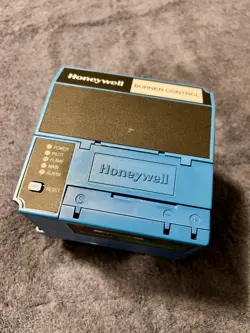 Honeywell
BURNER CONTROL
POWER
PILOT
FLAME
MAIN
ALARM
Honeywell
RESET